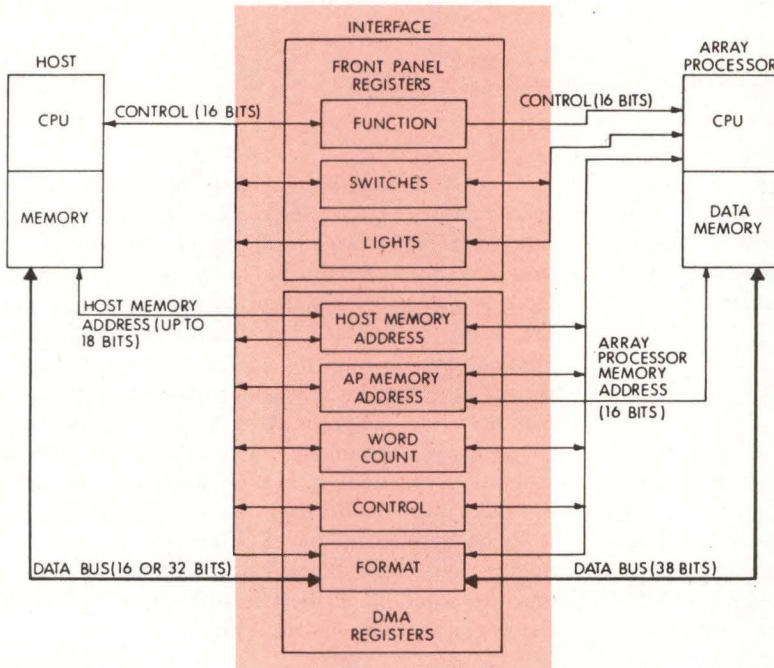 INTERFACE
HOST
ARRAY
PROCESSOR
FRONT PANEL
REGISTERS
CONTROL (16 BITS)
CONTROL (16 BITS)
CPU
FUNCTION
CPU
SWITCHES
MEMORY
LIGHTS
DATA
MEMORY
HOST MEMORY
ADDRESS (UP TO
18 BITS)
HOST MEMORY
ADDRESS
ARRAY
PROCESSOR
MEMORY
ADDRESS
(16 BITS)
AP MEMORY
ADDRESS
WORD
COUNT
CONTROL
DATA BUS(16 OR 32 BITS)
FORMAT
DATA BUS(38 BITS)
DMA
REGISTERS